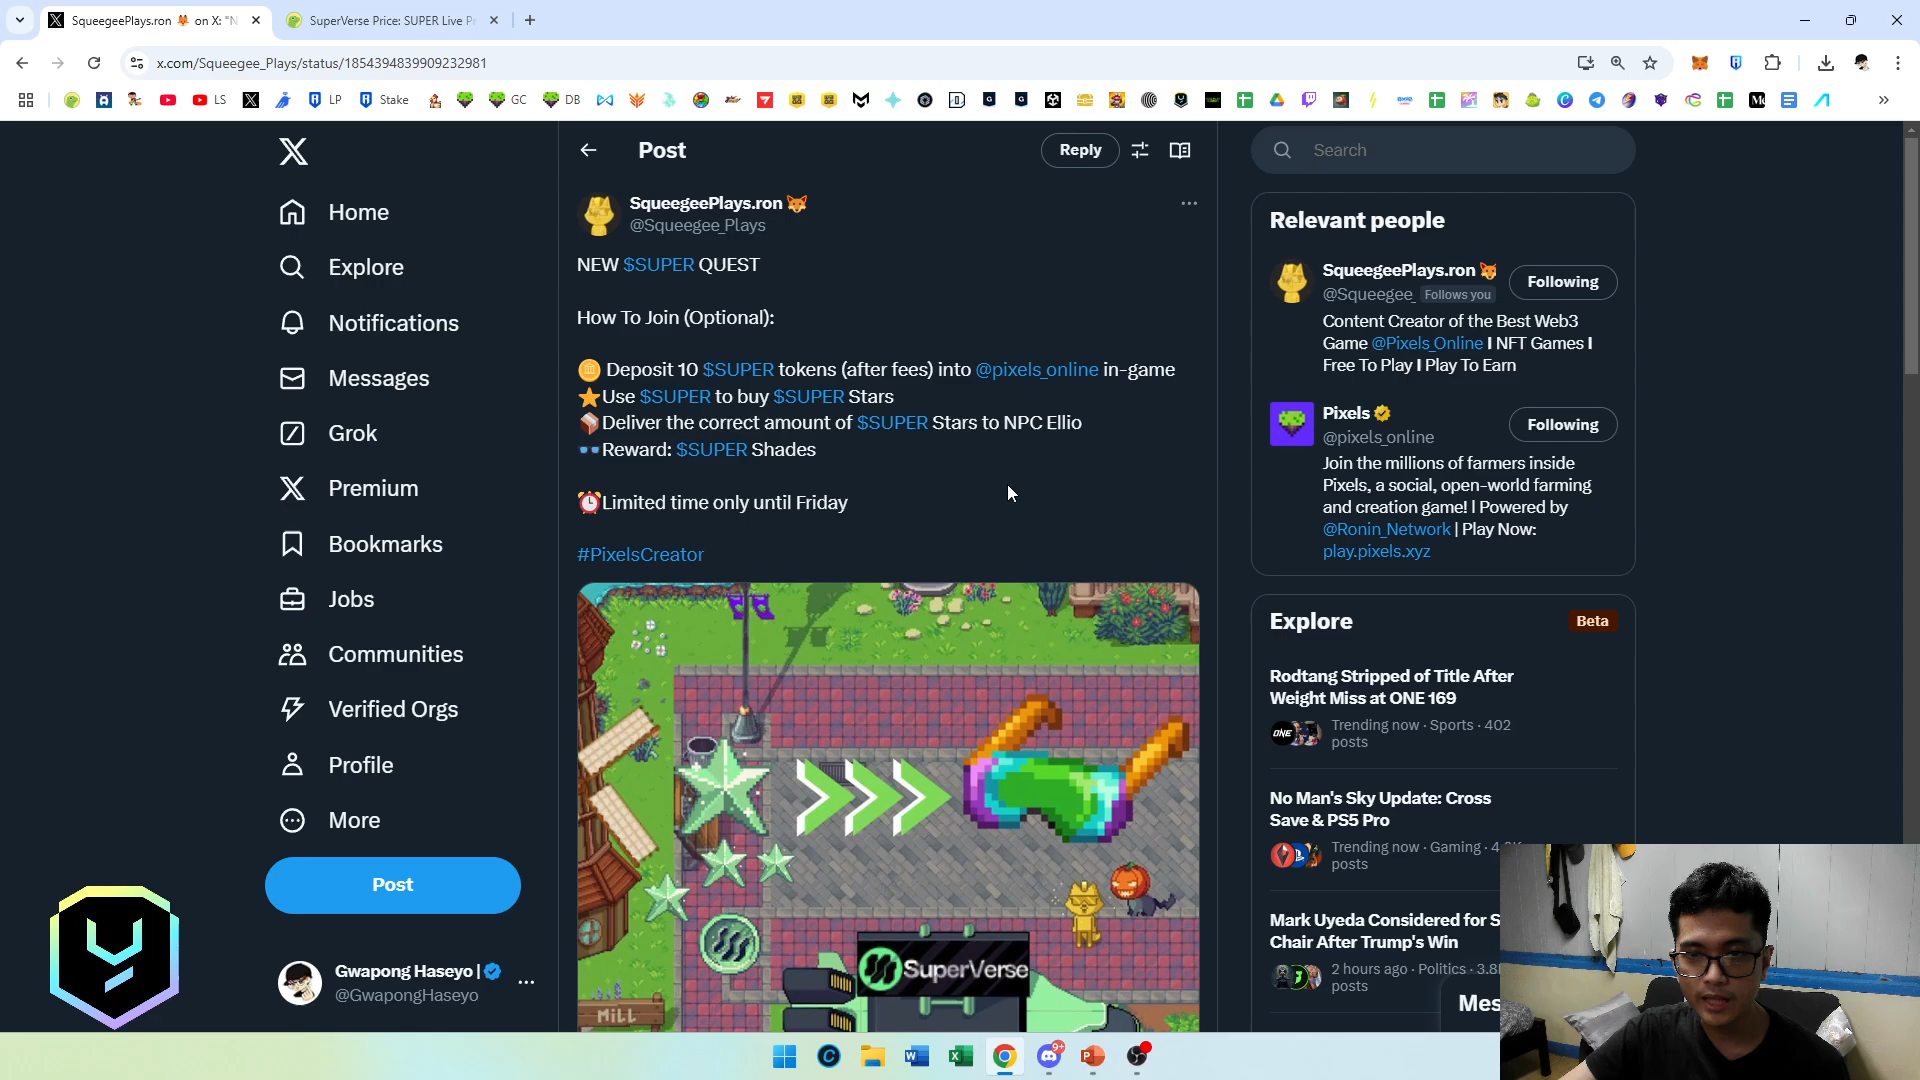 SqueegeePlays.ron 🦊 on X: "N
SuperVerse Price: SUPER Live P
x.com/Squeegee_Plays/status/1854394839909232981
LS
LP
Stake
GC
DB
Post
Reply
Search
Home
Explore
Notifications
Messages
Grok
Premium
Bookmarks
Jobs
Communities
Verified Orgs
Profile
More
Post
Gwapong Haseyo |
@GwapongHaseyo
SqueegeePlays.ron 🦊
@Squeegee_Plays
NEW $SUPER QUEST
How To Join (Optional):
🪙 Deposit 10 $SUPER tokens (after fees) into @pixels_online in-game
⭐Use $SUPER to buy $SUPER Stars
📦Deliver the correct amount of $SUPER Stars to NPC Ellio
🕶️Reward: $SUPER Shades
⏰Limited time only until Friday
#PixelsCreator
MILL
SuperVerse
Relevant people
SqueegeePlays.ron 🦊
@Squeegee_ Follows you
Following
Content Creator of the Best Web3
Game @Pixels_Online I NFT Games I
Free To Play I Play To Earn
Pixels
@pixels_online
Following
Join the millions of farmers inside
Pixels, a social, open-world farming
and creation game! | Powered by
@Ronin_Network | Play Now:
play.pixels.xyz
Explore
Beta
Rodtang Stripped of Title After
Weight Miss at ONE 169
ONE
Trending now · Sports · 402
posts
No Man's Sky Update: Cross
Save & PS5 Pro
Trending now · Gaming · 4
posts
Mark Uyeda Considered for S
Chair After Trump's Win
2 hours ago · Politics · 3.8
posts
Mes
9+